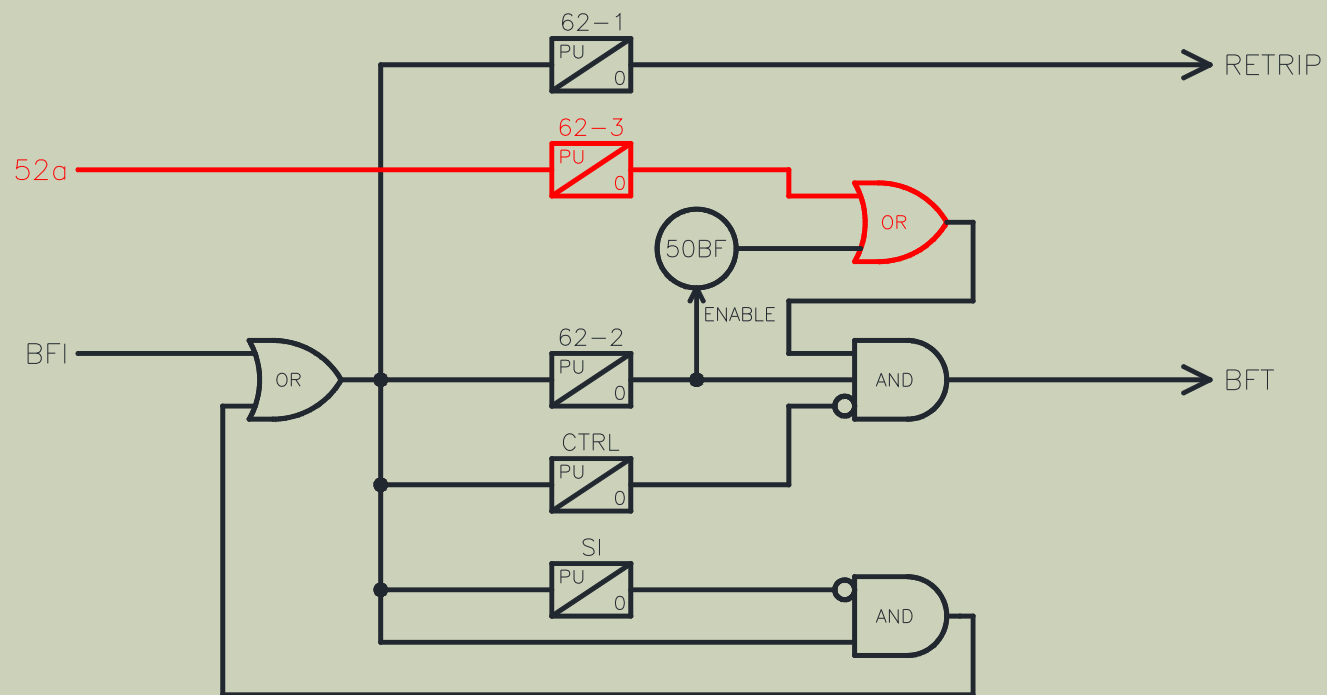 62-1
PU
0
RETRIP
62-3
52a
PU
0
OR
50BF
ENABLE
62-2
BFI
OR
PU
0
AND
BFT
CTRL
PU
0
SI
PU
0
AND